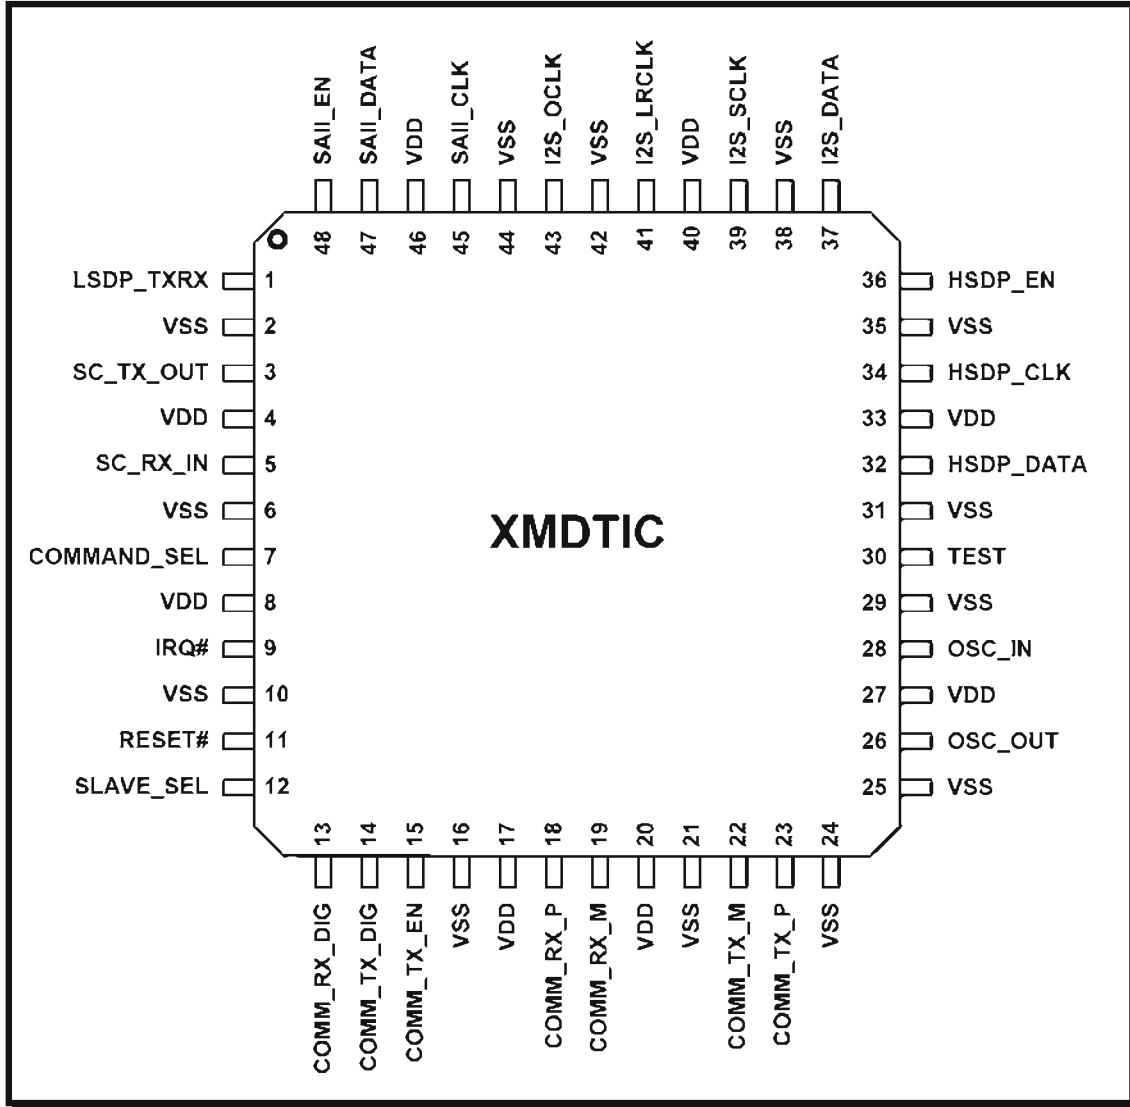 SAII_EN
SAII_DATA
VDD
SAII_CLK
VSS
I2S_OCLK
VSS
I2S_LRCLK
VDD
I2S_SCLK
VSS
I2S_DATA
48 47 46 45 44 43 42 41 40 39 38 37
LSDP_TXRX 1 36 HSDP_EN
VSS 2 35 VSS
SC_TX_OUT 3 34 HSDP_CLK
VDD 4 33 VDD
SC_RX_IN 5 32 HSDP_DATA
VSS 6 31 VSS
XMDTIC
COMMAND_SEL 7 30 TEST
VDD 8 29 VSS
IRQ# 9 28 OSC_IN
VSS 10 27 VDD
RESET# 11 26 OSC_OUT
SLAVE_SEL 12 25 VSS
13 14 15 16 17 18 19 20 21 22 23 24
COMM_RX_DIG
COMM_TX_DIG
COMM_TX_EN
VSS
VDD
COMM_RX_P
COMM_RX_M
VDD
VSS
COMM_TX_M
COMM_TX_P
VSS